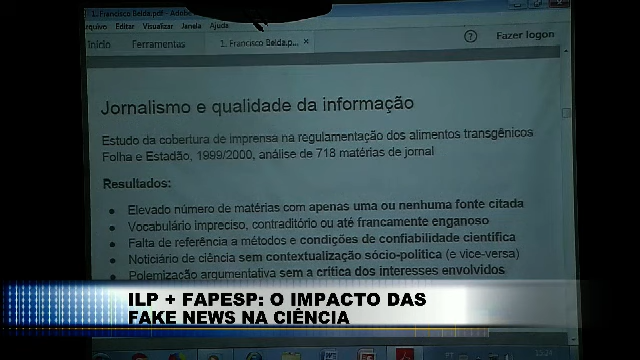 1. Francisco Belda.pdf - Adobe
Arquivo Editar Visualizar Janela Ajuda
Início Ferramentas 1. Francisco Belda.p... × ? Fazer logon
Jornalismo e qualidade da informação
Estudo da cobertura de imprensa na regulamentação dos alimentos transgênicos
Folha e Estadão, 1999/2000, análise de 718 matérias de jornal
Resultados:
• Elevado número de matérias com apenas uma ou nenhuma fonte citada
• Vocabulário impreciso, contraditório ou até francamente enganoso
• Falta de referência a métodos e condições de confiabilidade científica
• Noticiário de ciência sem contextualização sócio-política (e vice-versa)
• Polemização argumentativa sem a crítica dos interesses envolvidos
ILP + FAPESP: O IMPACTO DAS
FAKE NEWS NA CIÊNCIA